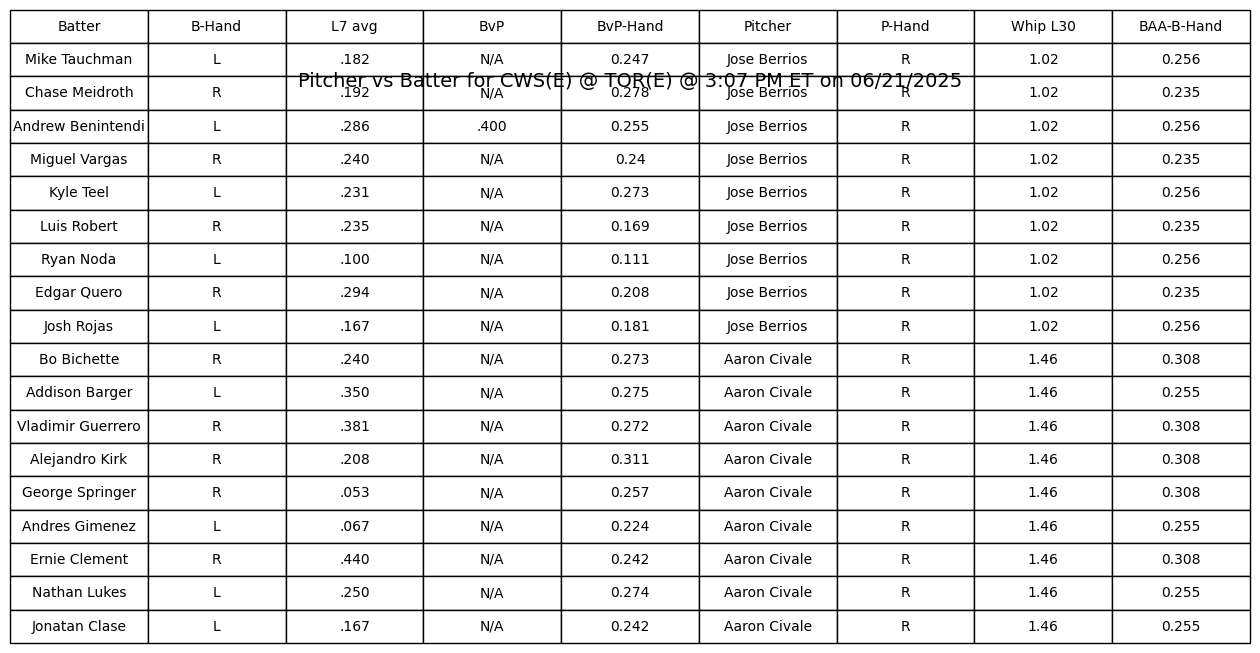 Batter B-Hand L7 avg BvP BvP-Hand Pitcher P-Hand Whip L30 BAA-B-Hand
Mike Tauchman L .182 N/A 0.247 Jose Berrios R 1.02 0.256
Pitcher vs Batter for CWS(E) @ TOR(E) @ 3:07 PM ET on 06/21/2025
Chase Meidroth R .192 N/A 0.278 Jose Berrios R 1.02 0.235
Andrew Benintendi L .286 .400 0.255 Jose Berrios R 1.02 0.256
Miguel Vargas R .240 N/A 0.24 Jose Berrios R 1.02 0.235
Kyle Teel L .231 N/A 0.273 Jose Berrios R 1.02 0.256
Luis Robert R .235 N/A 0.169 Jose Berrios R 1.02 0.235
Ryan Noda L .100 N/A 0.111 Jose Berrios R 1.02 0.256
Edgar Quero R .294 N/A 0.208 Jose Berrios R 1.02 0.235
Josh Rojas L .167 N/A 0.181 Jose Berrios R 1.02 0.256
Bo Bichette R .240 N/A 0.273 Aaron Civale R 1.46 0.308
Addison Barger L .350 N/A 0.275 Aaron Civale R 1.46 0.255
Vladimir Guerrero R .381 N/A 0.272 Aaron Civale R 1.46 0.308
Alejandro Kirk R .208 N/A 0.311 Aaron Civale R 1.46 0.308
George Springer R .053 N/A 0.257 Aaron Civale R 1.46 0.308
Andres Gimenez L .067 N/A 0.224 Aaron Civale R 1.46 0.255
Ernie Clement R .440 N/A 0.242 Aaron Civale R 1.46 0.308
Nathan Lukes L .250 N/A 0.274 Aaron Civale R 1.46 0.255
Jonatan Clase L .167 N/A 0.242 Aaron Civale R 1.46 0.255